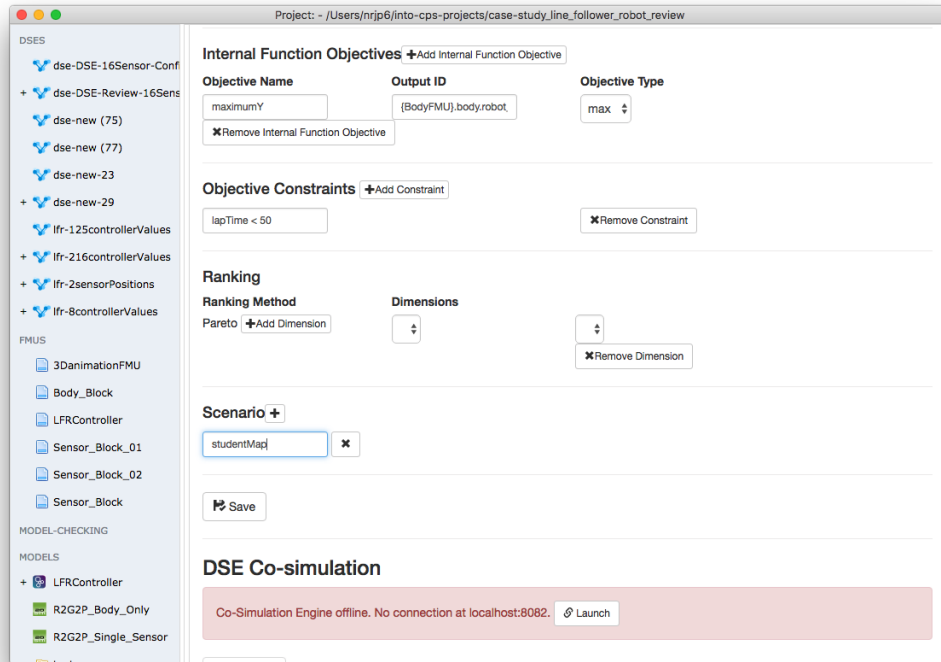 Project: - /Users/nrjp6/into-cps-projects/case-study_line_follower_robot_review
DSES
dse-DSE-16Sensor-Conf
+ dse-DSE-Review-16Sens
dse-new (75)
dse-new (77)
dse-new-23
+ dse-new-29
lfr-125controllerValues
+ lfr-216controllerValues
+ lfr-2sensorPositions
+ lfr-8controllerValues
FMUS
3DanimationFMU
Body_Block
LFRController
Sensor_Block_01
Sensor_Block_02
Sensor_Block
MODEL-CHECKING
MODELS
+ LFRController
R2G2P_Body_Only
R2G2P_Single_Sensor
Internal Function Objectives +Add Internal Function Objective
Objective Name Output ID Objective Type
maximumY {BodyFMU}.body.robot_ max
✖Remove Internal Function Objective
Objective Constraints +Add Constraint
lapTime < 50 ✖Remove Constraint
Ranking
Ranking Method Dimensions
Pareto +Add Dimension
✖Remove Dimension
Scenario +
studentMap ✖
Save
DSE Co-simulation
Co-Simulation Engine offline. No connection at localhost:8082. Launch